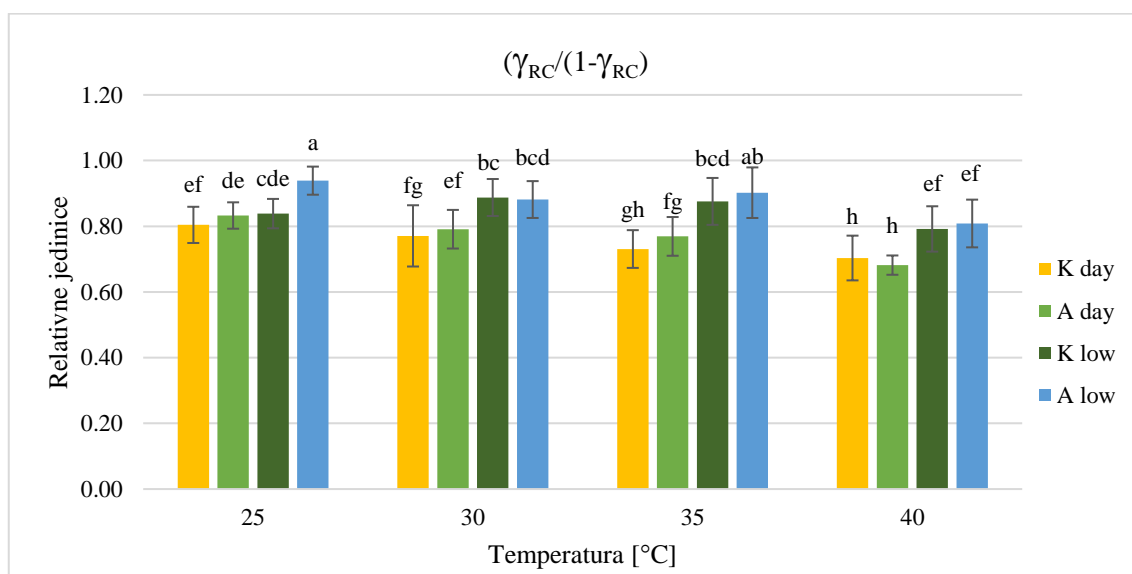 (γRC/(1-γRC)
1.20
1.00
0.80
0.60
0.40
0.20
0.00
Relativne jedinice
ef de cde a
fg ef bc bcd
gh fg bcd ab
h h ef ef
25 30 35 40
Temperatura [°C]
K day
A day
K low
A low